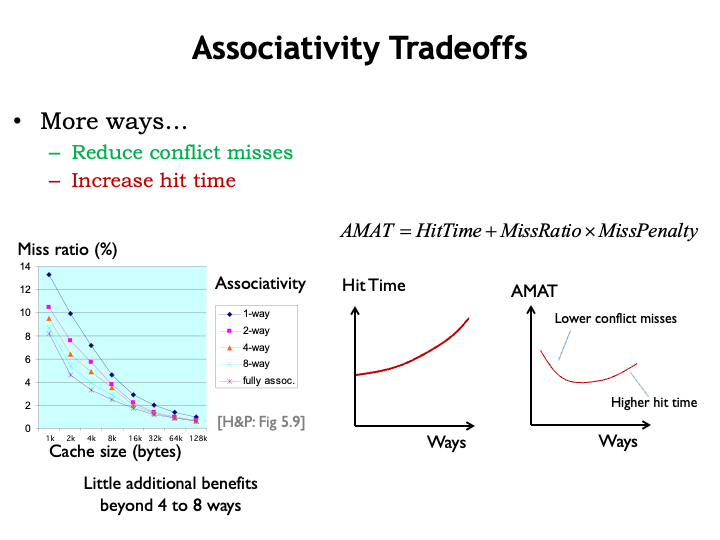 Associativity Tradeoffs
• More ways…
– Reduce conflict misses
– Increase hit time
AMAT = HitTime + MissRatio × MissPenalty
Miss ratio (%)
14
12
10
8
6
4
2
0
1k 2k 4k 8k 16k 32k 64k 128k
Cache size (bytes)
Associativity
1-way
2-way
4-way
8-way
fully assoc.
[H&P: Fig 5.9]
Little additional benefits
beyond 4 to 8 ways
Hit Time
Ways
AMAT
Lower conflict misses
Higher hit time
Ways